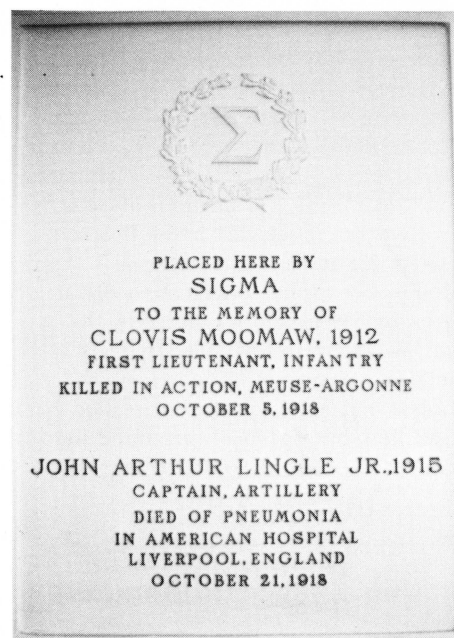 Σ
PLACED HERE BY
SIGMA
TO THE MEMORY OF
CLOVIS MOOMAW, 1912
FIRST LIEUTENANT, INFANTRY
KILLED IN ACTION, MEUSE-ARGONNE
OCTOBER 5, 1918
JOHN ARTHUR LINGLE JR., 1915
CAPTAIN, ARTILLERY
DIED OF PNEUMONIA
IN AMERICAN HOSPITAL
LIVERPOOL, ENGLAND
OCTOBER 21, 1918